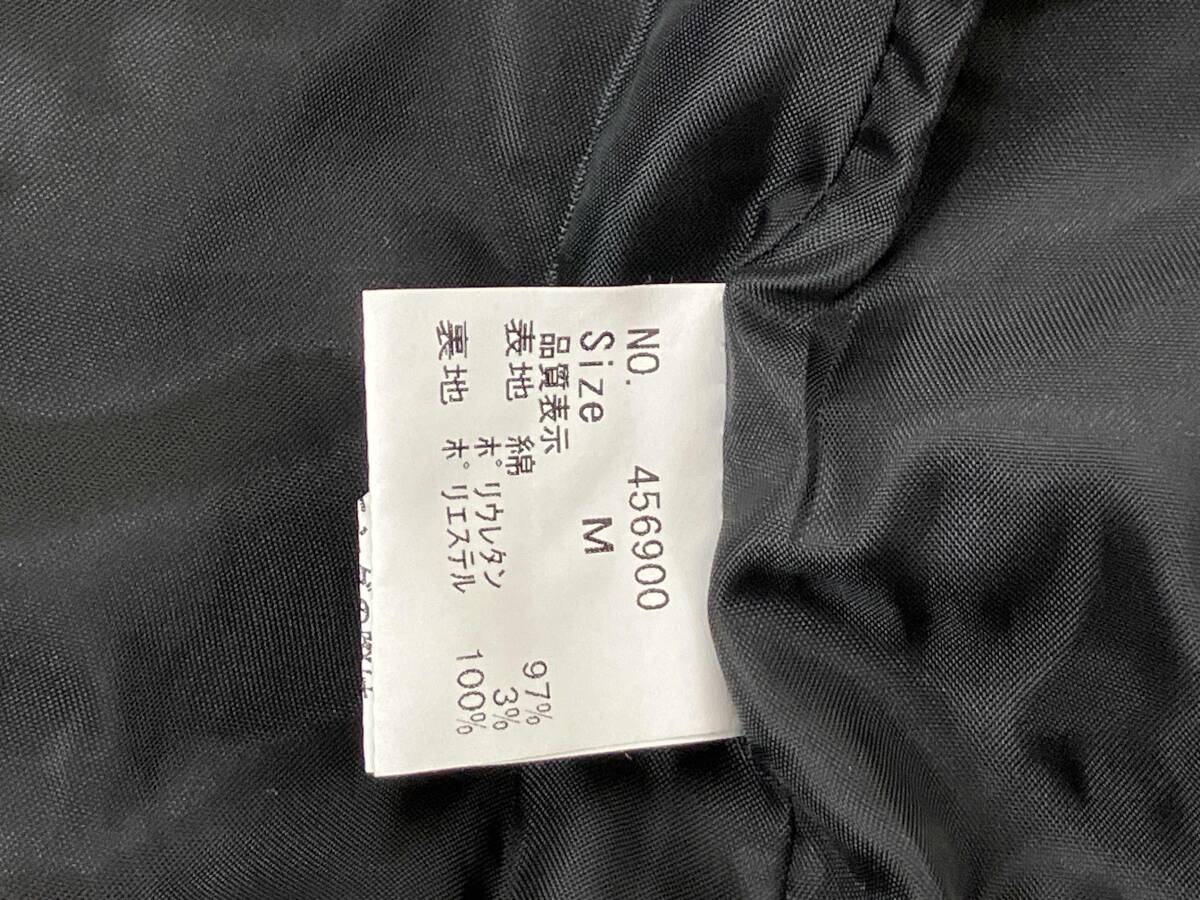 NO. 456900
Size M
品質表示
表地 綿 97%
ポリウレタン 3%
裏地 ポリエステル 100%